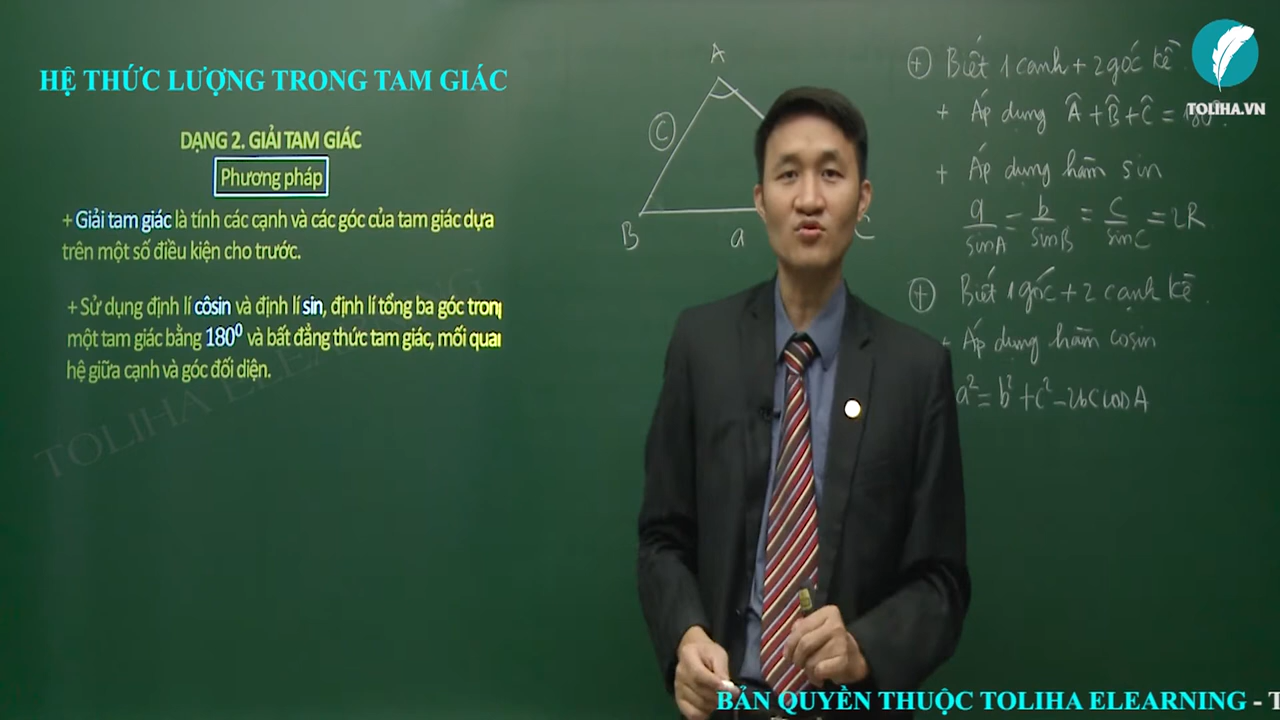 HỆ THỨC LƯỢNG TRONG TAM GIÁC
DẠNG 2. GIẢI TAM GIÁC
Phương pháp
+ Giải tam giác là tính các cạnh và các góc của tam giác dựa
trên một số điều kiện cho trước.
+ Sử dụng định lí côsin và định lí sin, định lí tổng ba góc trong
một tam giác bằng 180⁰ và bất đẳng thức tam giác, mối quan
hệ giữa cạnh và góc đối diện.
TOLIHA ELEARNING
A
C
B
a
C
+ Biết 1 cạnh + 2 góc kề
+ Áp dụng Â + B̂ + Ĉ = 180°
+ Áp dụng hàm sin
a/sinA = b/sinB = c/sinC = 2R
+ Biết 1 góc + 2 cạnh kề.
+ Áp dụng hàm cosin
a² = b² + c² - 2bc cosA
TOLIHA.VN
BẢN QUYỀN THUỘC TOLIHA ELEARNING - T